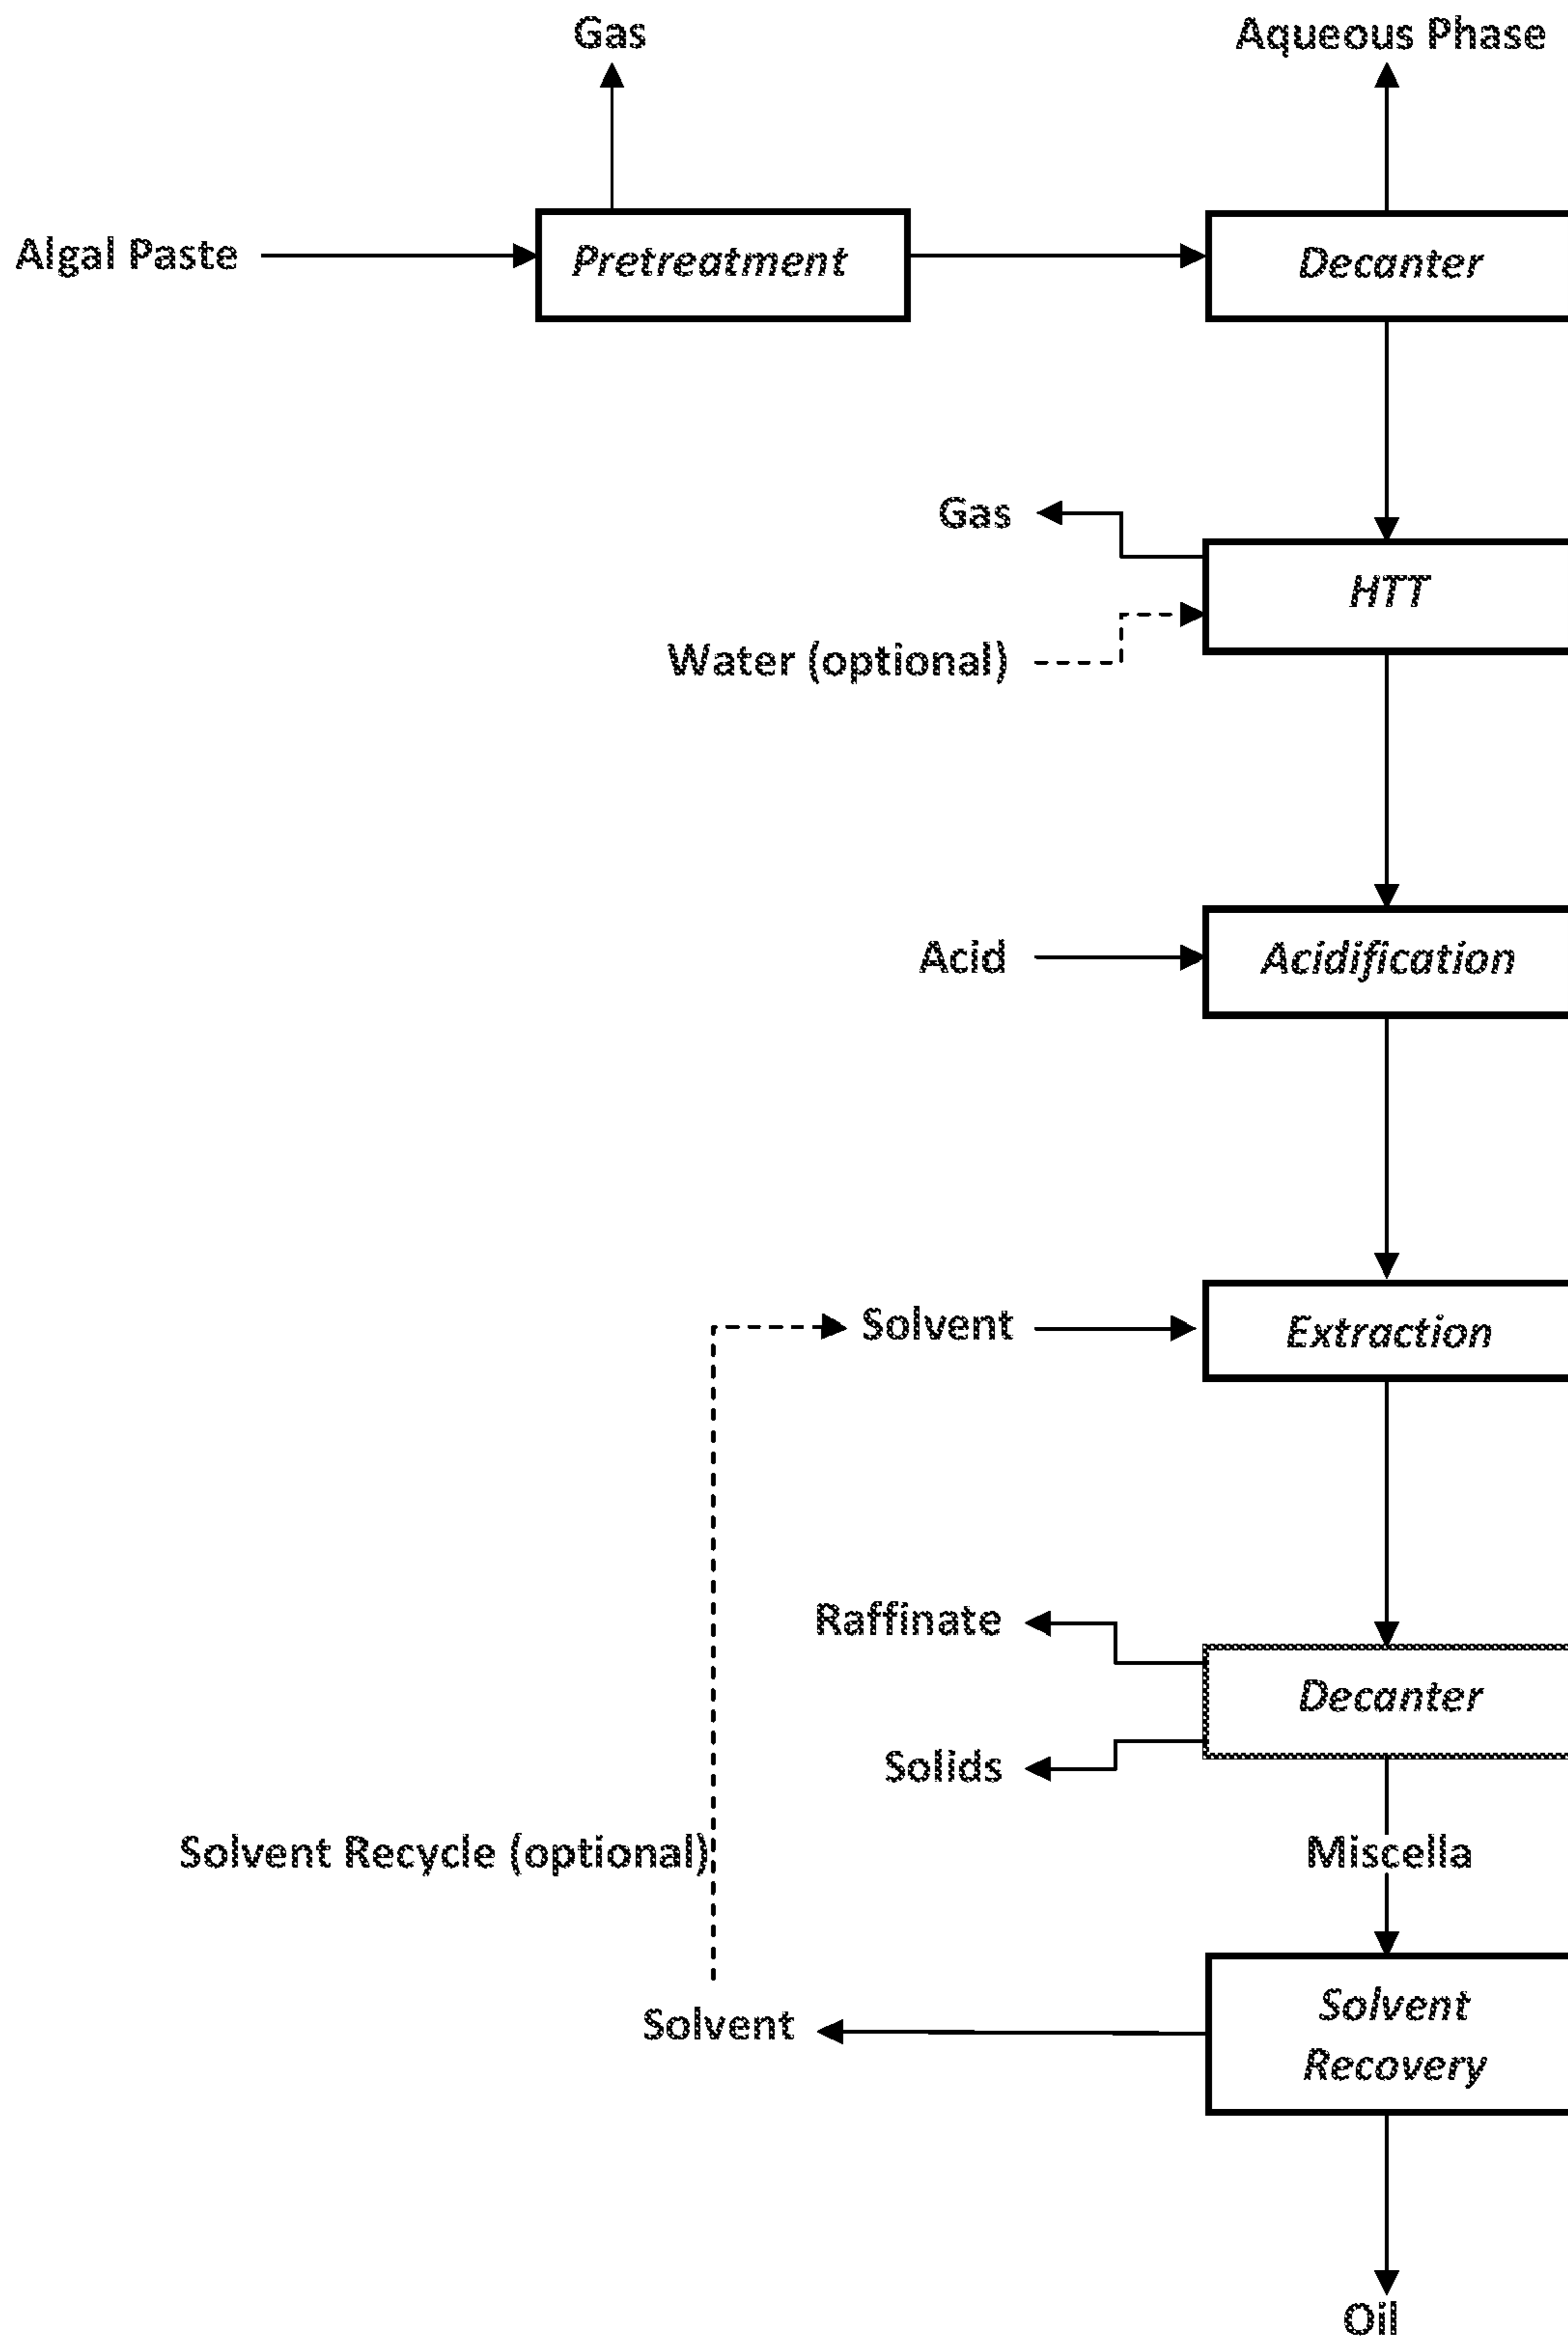 Gas
Aqueous Phase
Algal Paste
Pretreatment
Decanter
Gas
HTT
Water (optional)
Acid
Acidification
Solvent
Extraction
Raffinate
Decanter
Solids
Solvent Recycle (optional)
Miscella
Solvent
Recovery
Solvent
Oil